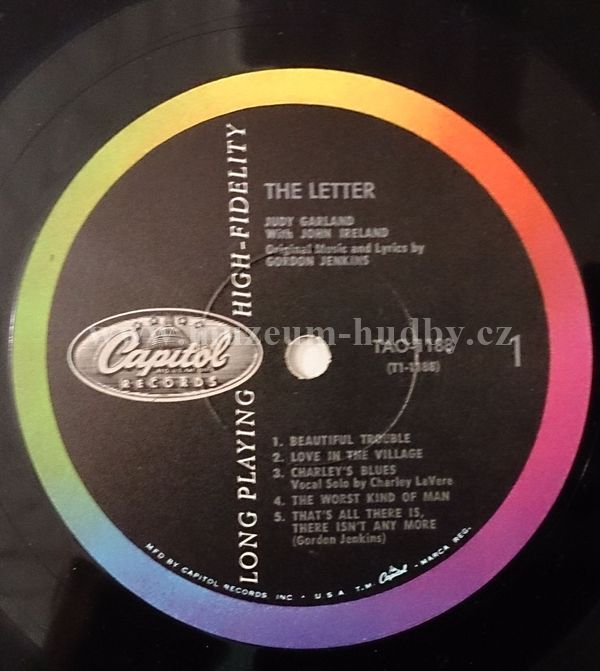 THE LETTER
JUDY GARLAND
With JOHN IRELAND
Original Music and Lyrics by
GORDON JENKINS
LONG PLAYING HIGH-FIDELITY
Capitol
RECORDS
www.muzeum-hudby.cz
TAO-1188
(T1-1188)
1
1. BEAUTIFUL TROUBLE
2. LOVE IN THE VILLAGE
3. CHARLEY'S BLUES
Vocal Solo by Charley LaVere
4. THE WORST KIND OF MAN
5. THAT'S ALL THERE IS,
THERE ISN'T ANY MORE
(Gordon Jenkins)
MFD BY CAPITOL RECORDS INC • U S A T.M. Capitol MARCA REG.